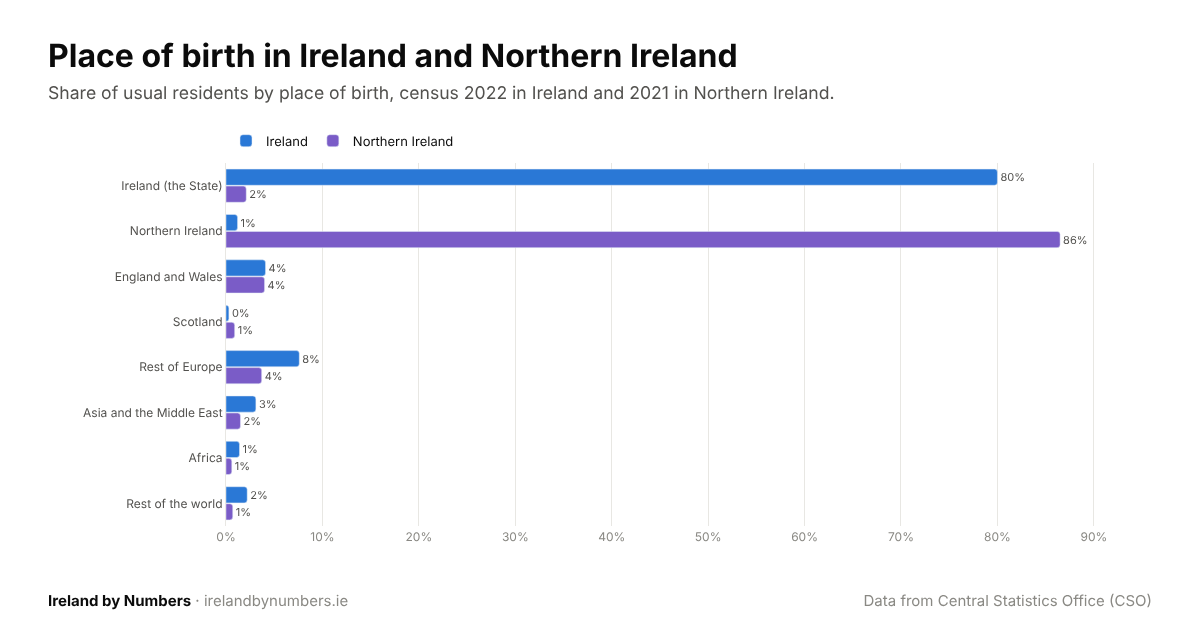 Place of birth in Ireland and Northern Ireland
Share of usual residents by place of birth, census 2022 in Ireland and 2021 in Northern Ireland.
Ireland Northern Ireland
Ireland (the State) 80% 2%
Northern Ireland 1% 86%
England and Wales 4% 4%
Scotland 0% 1%
Rest of Europe 8% 4%
Asia and the Middle East 3% 2%
Africa 1% 1%
Rest of the world 2% 1%
0% 10% 20% 30% 40% 50% 60% 70% 80% 90%
Ireland by Numbers · irelandbynumbers.ie Data from Central Statistics Office (CSO)